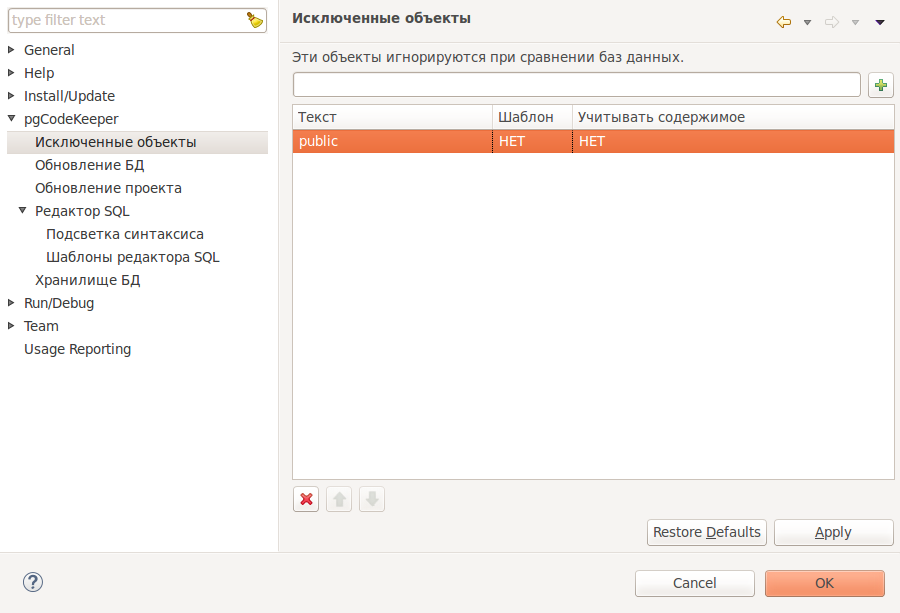 type filter text
General
Help
Install/Update
pgCodeKeeper
Исключенные объекты
Обновление БД
Обновление проекта
Редактор SQL
Подсветка синтаксиса
Шаблоны редактора SQL
Хранилище БД
Run/Debug
Team
Usage Reporting
Исключенные объекты
Эти объекты игнорируются при сравнении баз данных.
Текст Шаблон Учитывать содержимое
public НЕТ НЕТ
Restore Defaults Apply
? Cancel OK